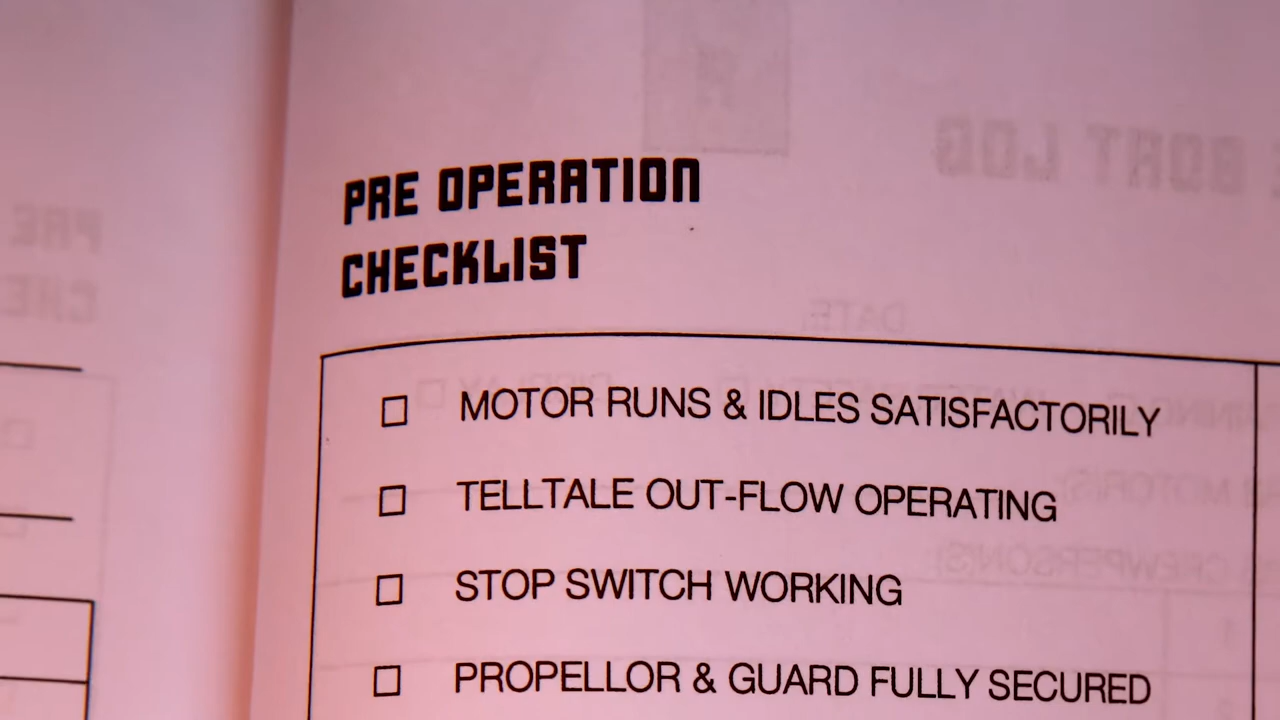 PRE OPERATION
CHECKLIST
MOTOR RUNS & IDLES SATISFACTORILY
TELLTALE OUT-FLOW OPERATING
STOP SWITCH WORKING
PROPELLOR & GUARD FULLY SECURED